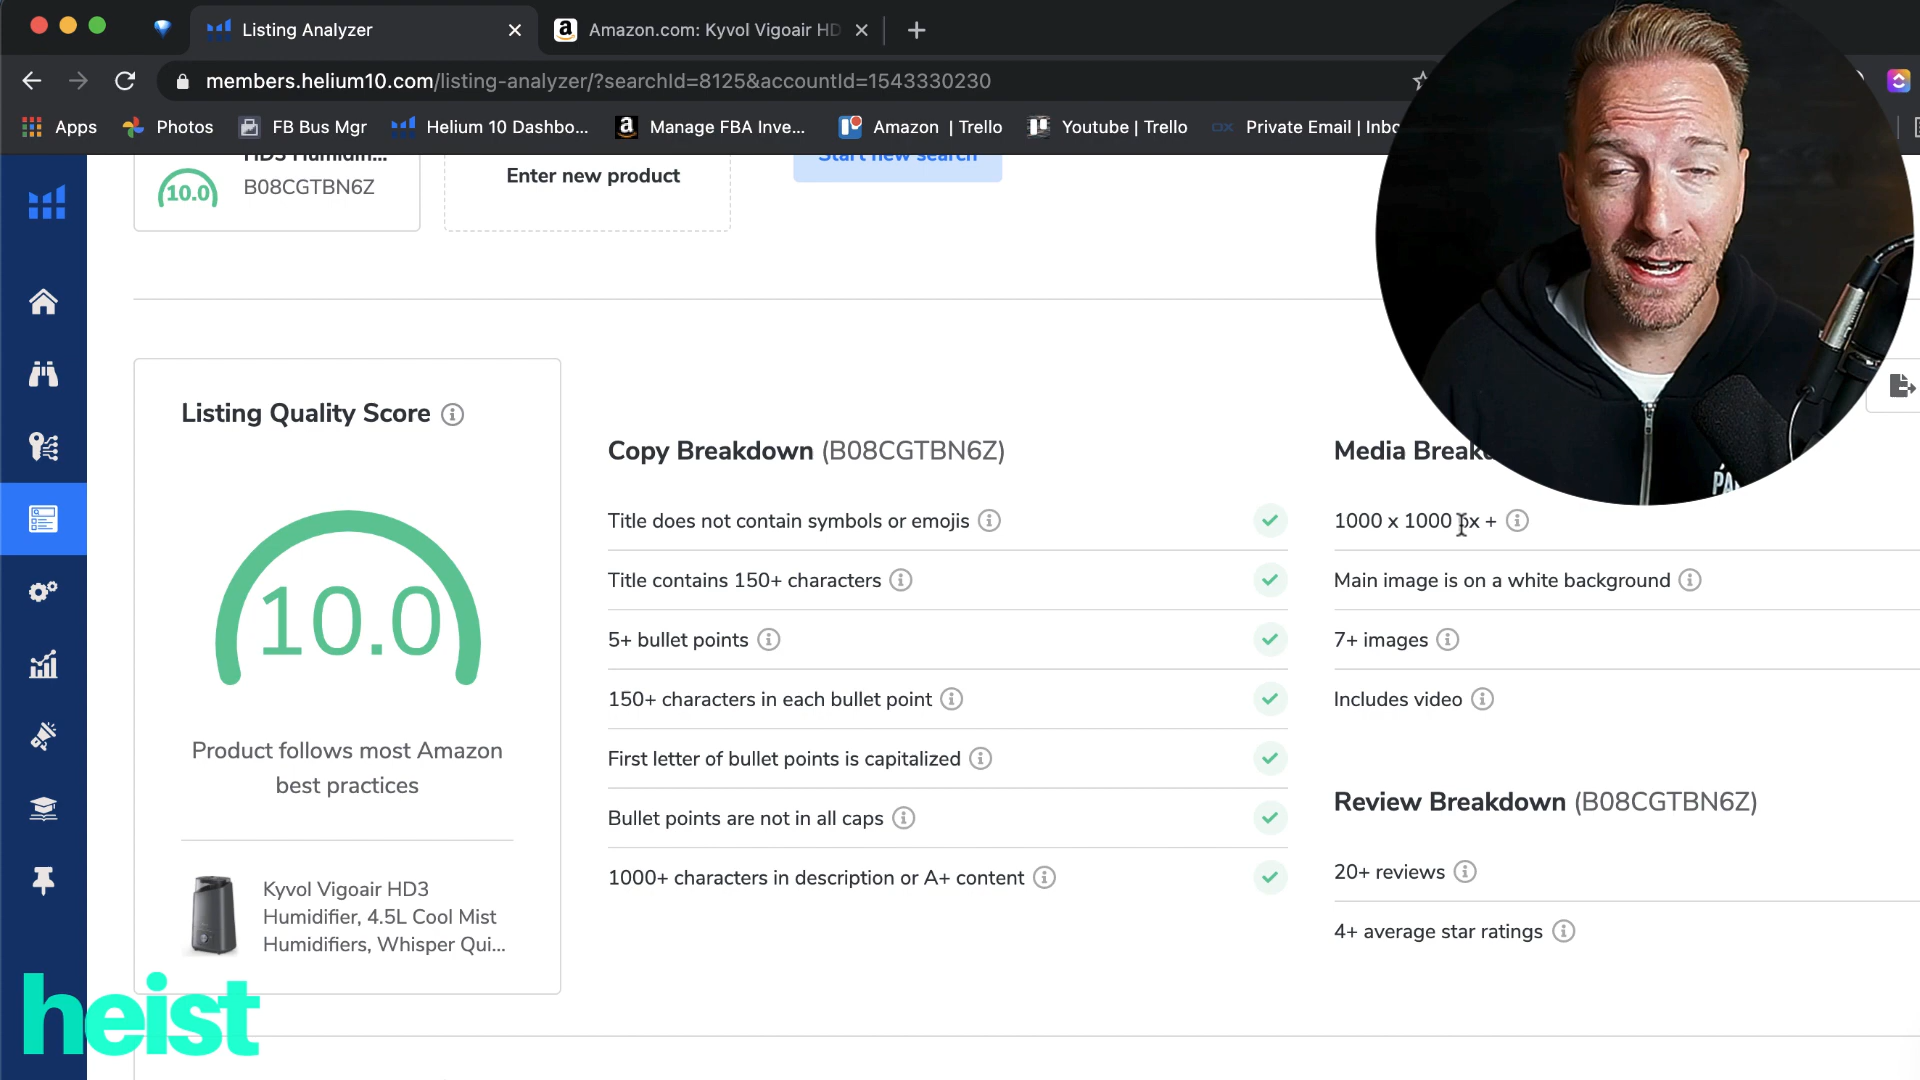 Listing Analyzer
Amazon.com: Kyvol Vigoair HD
members.helium10.com/listing-analyzer/?searchId=8125&accountId=1543330230
Apps
Photos
FB Bus Mgr
Helium 10 Dashbo...
Manage FBA Inve...
Amazon | Trello
Youtube | Trello
Private Email | Inbo
HD3 Humidifi...
10.0
B08CGTBN6Z
Enter new product
Start new search
Listing Quality Score
10.0
Product follows most Amazon
best practices
Kyvol Vigoair HD3
Humidifier, 4.5L Cool Mist
Humidifiers, Whisper Qui...
Copy Breakdown (B08CGTBN6Z)
Title does not contain symbols or emojis
Title contains 150+ characters
5+ bullet points
150+ characters in each bullet point
First letter of bullet points is capitalized
Bullet points are not in all caps
1000+ characters in description or A+ content
Media Break
1000 x 1000 px +
Main image is on a white background
7+ images
Includes video
Review Breakdown (B08CGTBN6Z)
20+ reviews
4+ average star ratings
heist